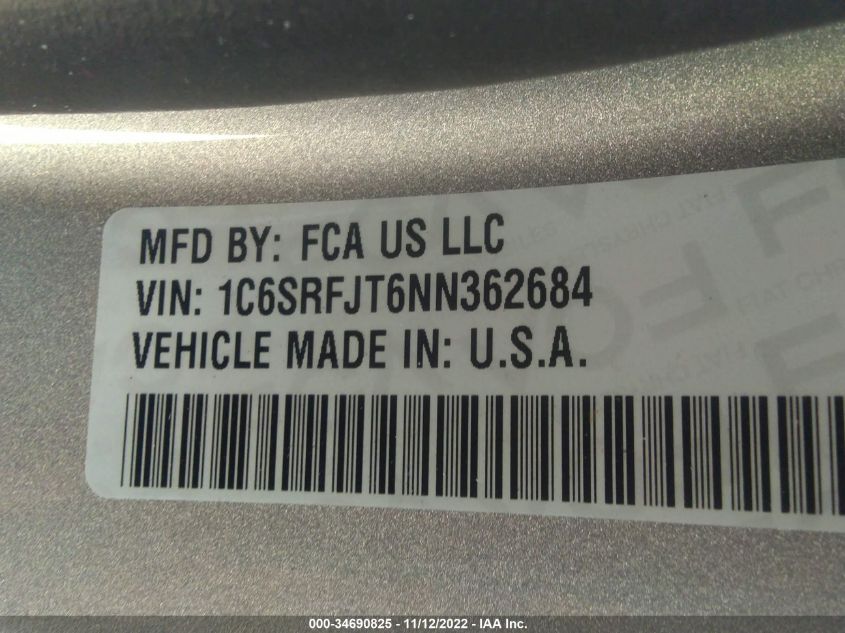 MFD BY: FCA US LLC
VIN: 1C6SRFJT6NN362684
VEHICLE MADE IN: U.S.A.
000-34690825 - 11/12/2022 - IAA Inc.